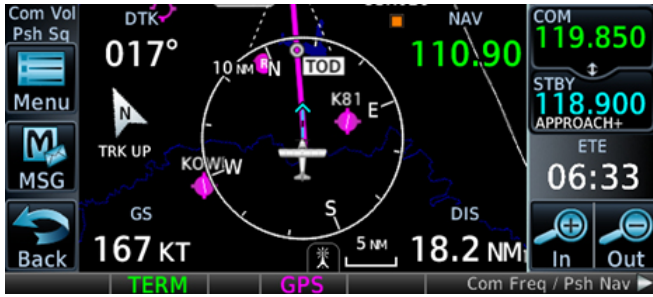 Com Vol
Psh Sq
Menu
MSG
Back
DTK
017°
N
TRK UP
GS
167 KT
10 NM
R
N
TOD
K81
E
KOWI
W
S
5 NM
NAV
110.90
DIS
18.2 NM
COM
119.850
STBY
118.900
APPROACH+
ETE
06:33
In
Out
TERM
GPS
Com Freq / Psh Nav